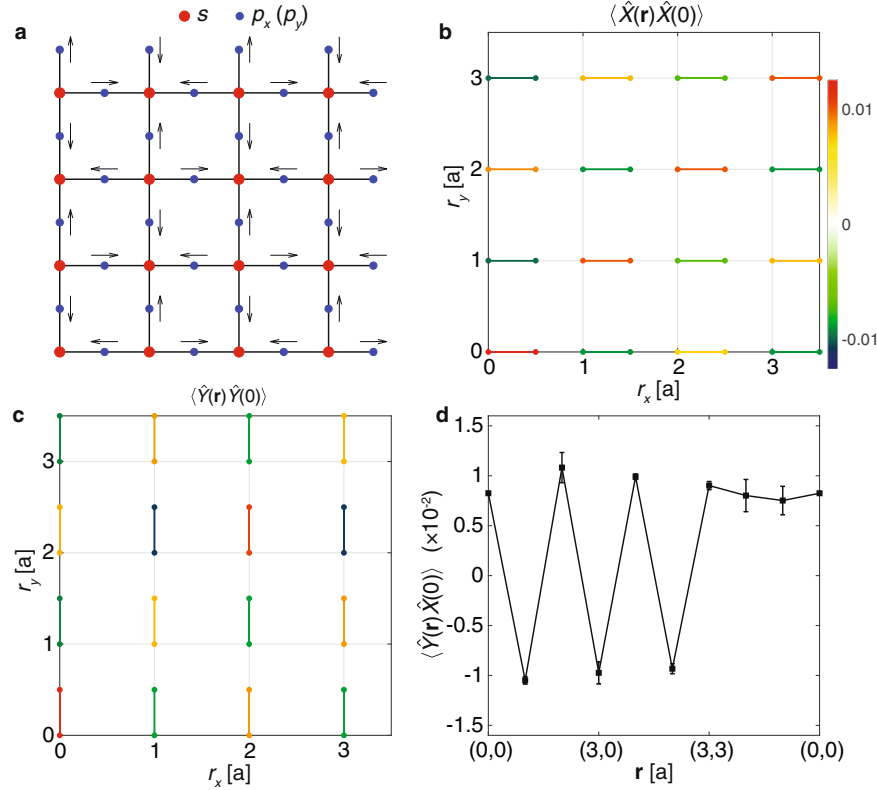 s p_x (p_y)
a
b ⟨X̂(r)X̂(0)⟩
3
2
1
0
r_y [a]
0 1 2 3
r_x [a]
0.01
0
-0.01
c ⟨Ŷ(r)Ŷ(0)⟩
3
2
1
0
r_y [a]
0 1 2 3
r_x [a]
d
1.5
1
0.5
0
-0.5
-1
-1.5
⟨Ŷ(r)X̂(0)⟩ (×10⁻²)
(0,0) (3,0) (3,3) (0,0)
r [a]